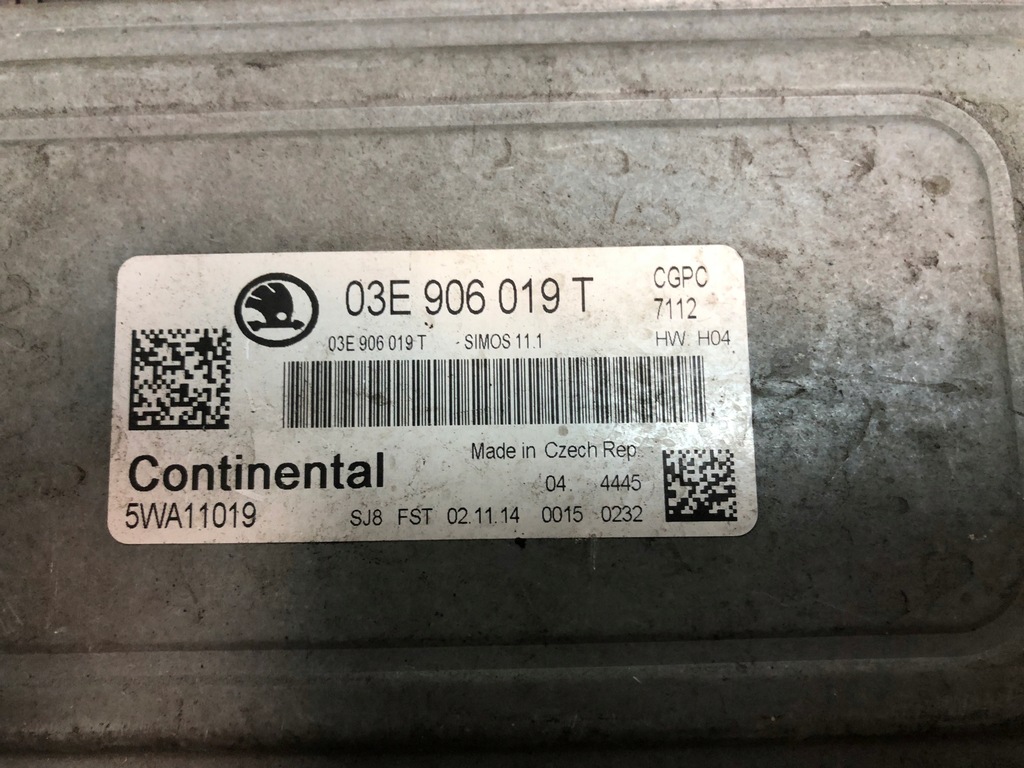 03E 906 019 T
CGPC
7112
03E 906 019 T SIMOS 11.1
HW H04
Made in Czech Rep.
Continental
04 4445
5WA11019
SJ8 FST 02.11.14 0015 0232